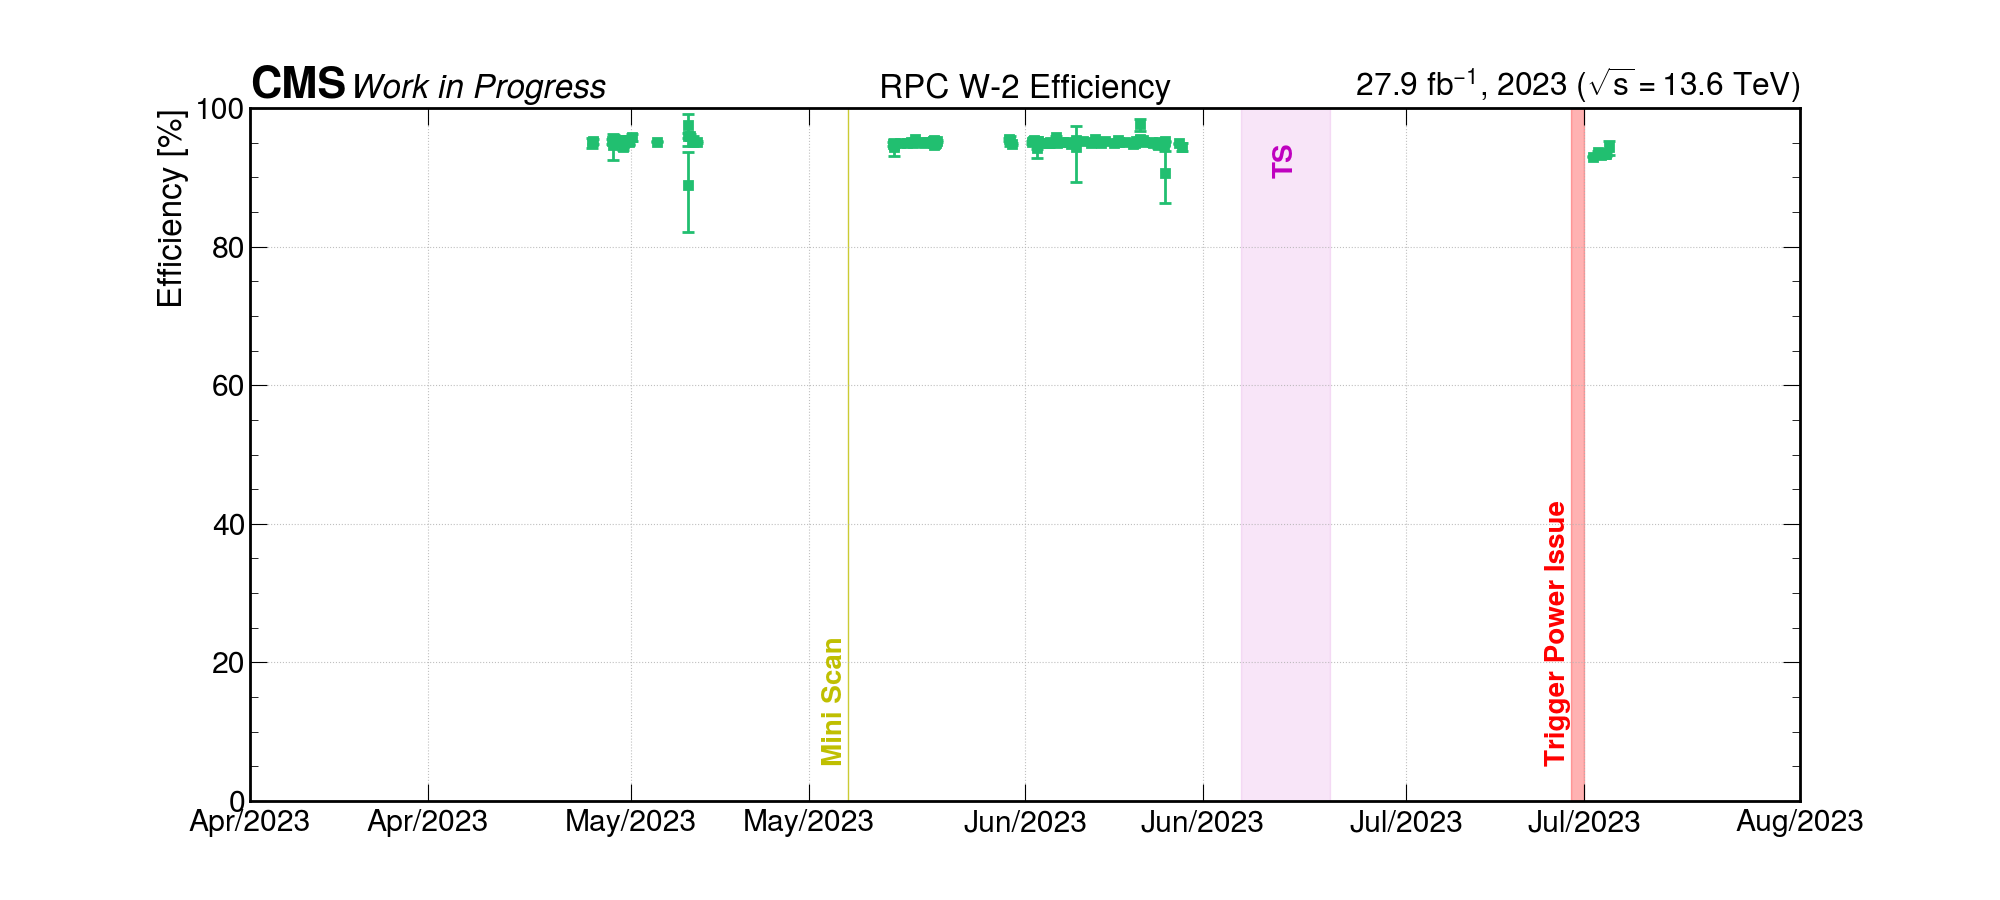 CMS Work in Progress RPC W-2 Efficiency 27.9 fb⁻¹, 2023 (√s = 13.6 TeV)
Efficiency [%]
100
80
60
40
20
0
TS
Mini Scan
Trigger Power Issue
Apr/2023 Apr/2023 May/2023 May/2023 Jun/2023 Jun/2023 Jul/2023 Jul/2023 Aug/2023